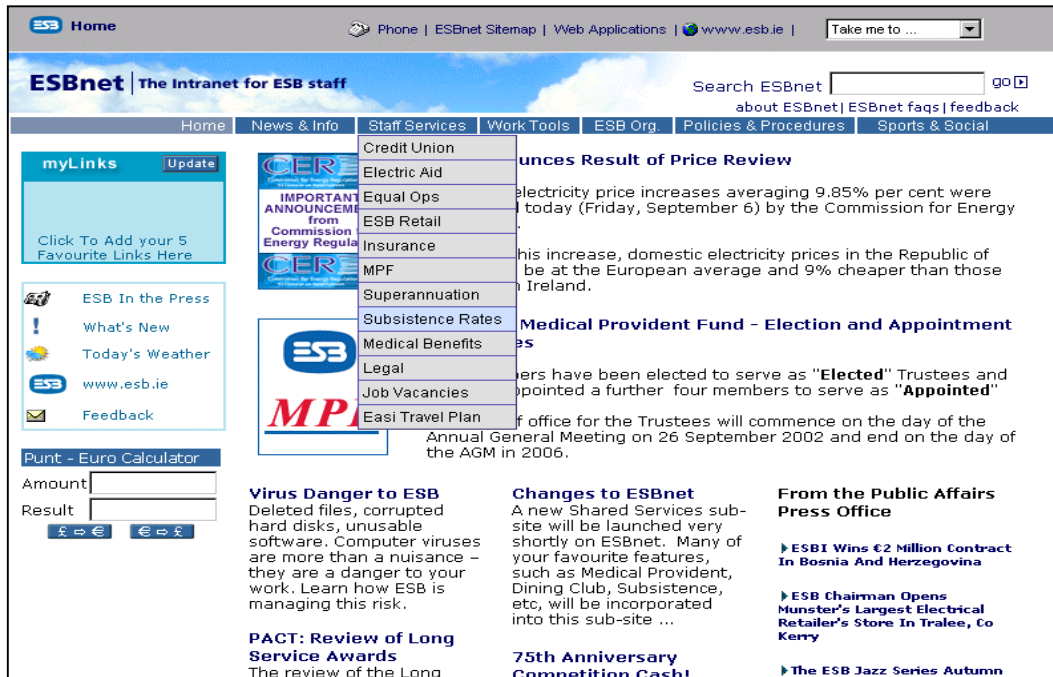 ESB Home
Phone | ESBnet Sitemap | Web Applications | www.esb.ie |
Take me to ...
ESBnet | The Intranet for ESB staff
Search ESBnet
go
about ESBnet| ESBnet faqs | feedback
Home
News & Info
Staff Services
Work Tools
ESB Org.
Policies & Procedures
Sports & Social
myLinks
Update
Click To Add your 5
Favourite Links Here
ESB In the Press
What's New
Today's Weather
ESB
www.esb.ie
Feedback
Punt - Euro Calculator
Amount
Result
£ ⇨ €
€ ⇨ £
CER
IMPORTANT
from
Commission
CER
Credit Union
Electric Aid
Equal Ops
ESB Retail
Insurance
MPF
Superannuation
Subsistence Rates
Medical Benefits
Legal
Job Vacancies
Easi Travel Plan
Result of Price Review
electricity price increases averaging 9.85% per cent were
today (Friday, September 6) by the Commission for Energy
increase, domestic electricity prices in the Republic of
be at the European average and 9% cheaper than those
Ireland.
ESB
Medical Provident Fund - Election and Appointment
have been elected to serve as "Elected" Trustees and
a further four members to serve as "Appointed"
office for the Trustees will commence on the day of the
Annual General Meeting on 26 September 2002 and end on the day of
the AGM in 2006.
Virus Danger to ESB
Deleted files, corrupted
hard disks, unusable
software. Computer viruses
are more than a nuisance –
they are a danger to your
work. Learn how ESB is
managing this risk.
PACT: Review of Long
Service Awards
The review of the Long
Changes to ESBnet
A new Shared Services sub-
site will be launched very
shortly on ESBnet. Many of
your favourite features,
such as Medical Provident,
Dining Club, Subsistence,
etc, will be incorporated
into this sub-site ...
75th Anniversary
Competition Cash!
From the Public Affairs
Press Office
ESBI Wins €2 Million Contract
In Bosnia And Herzegovina
ESB Chairman Opens
Munster's Largest Electrical
Retailer's Store In Tralee, Co
Kerry
The ESB Jazz Series Autumn